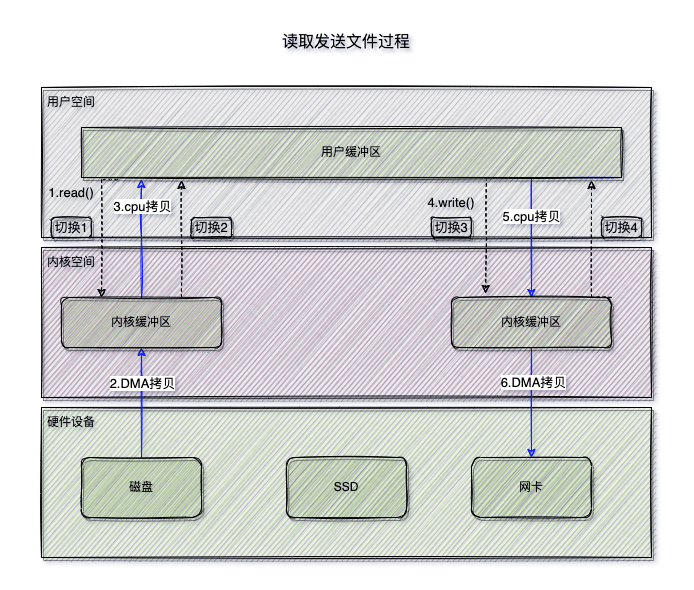 读取发送文件过程
用户空间
用户缓冲区
1.read()
3.cpu拷贝
4.write()
5.cpu拷贝
切换1
切换2
切换3
切换4
内核空间
内核缓冲区
内核缓冲区
2.DMA拷贝
6.DMA拷贝
硬件设备
磁盘
SSD
网卡